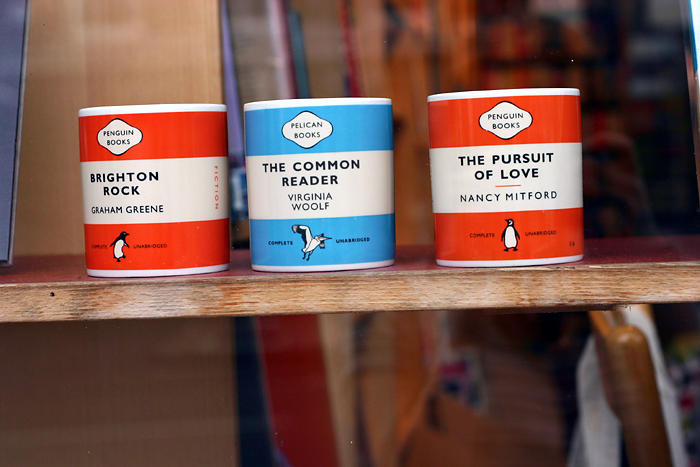 PENGUIN
BOOKS
BRIGHTON
ROCK
GRAHAM GREENE
FICTION
COMPLETE UNABRIDGED
PELICAN
BOOKS
THE COMMON
READER
VIRGINIA
WOOLF
COMPLETE UNABRIDGED
PENGUIN
BOOKS
THE PURSUIT
OF LOVE
NANCY MITFORD
COMPLETE UNABRIDGED